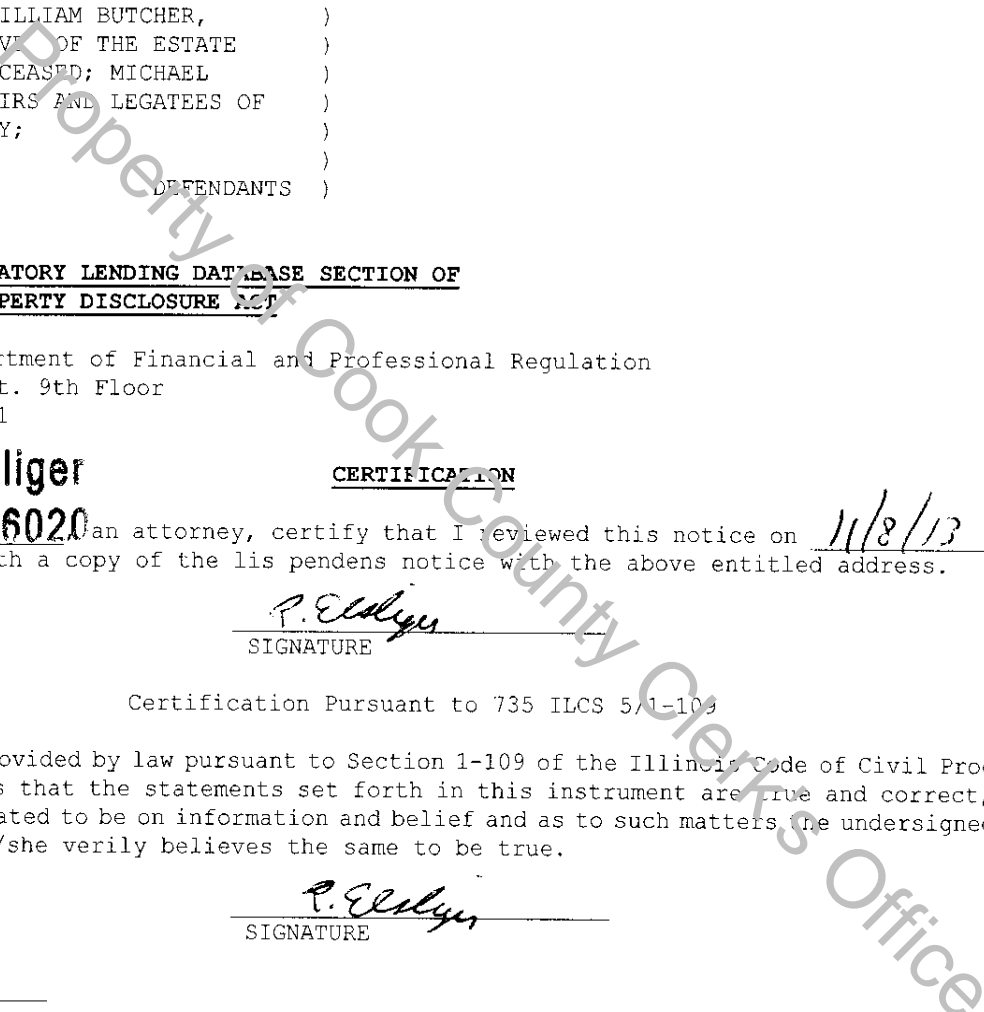 ILLIAM BUTCHER, )
VE OF THE ESTATE )
CEASED; MICHAEL )
IRS AND LEGATEES OF )
Y; )
)
DEFENDANTS )
ATORY LENDING DATABASE SECTION OF
PERTY DISCLOSURE ACT
rtment of Financial and Professional Regulation
t. 9th Floor
1
liger
CERTIFICATION
6020 an attorney, certify that I reviewed this notice on 11/8/13
th a copy of the lis pendens notice with the above entitled address.
P. Elsliger
SIGNATURE
Certification Pursuant to 735 ILCS 5/1-109
ovided by law pursuant to Section 1-109 of the Illinois Code of Civil Pro
s that the statements set forth in this instrument are true and correct,
ated to be on information and belief and as to such matters the undersigne
/she verily believes the same to be true.
P. Elsliger
SIGNATURE
Property of Cook County Clerk's Office